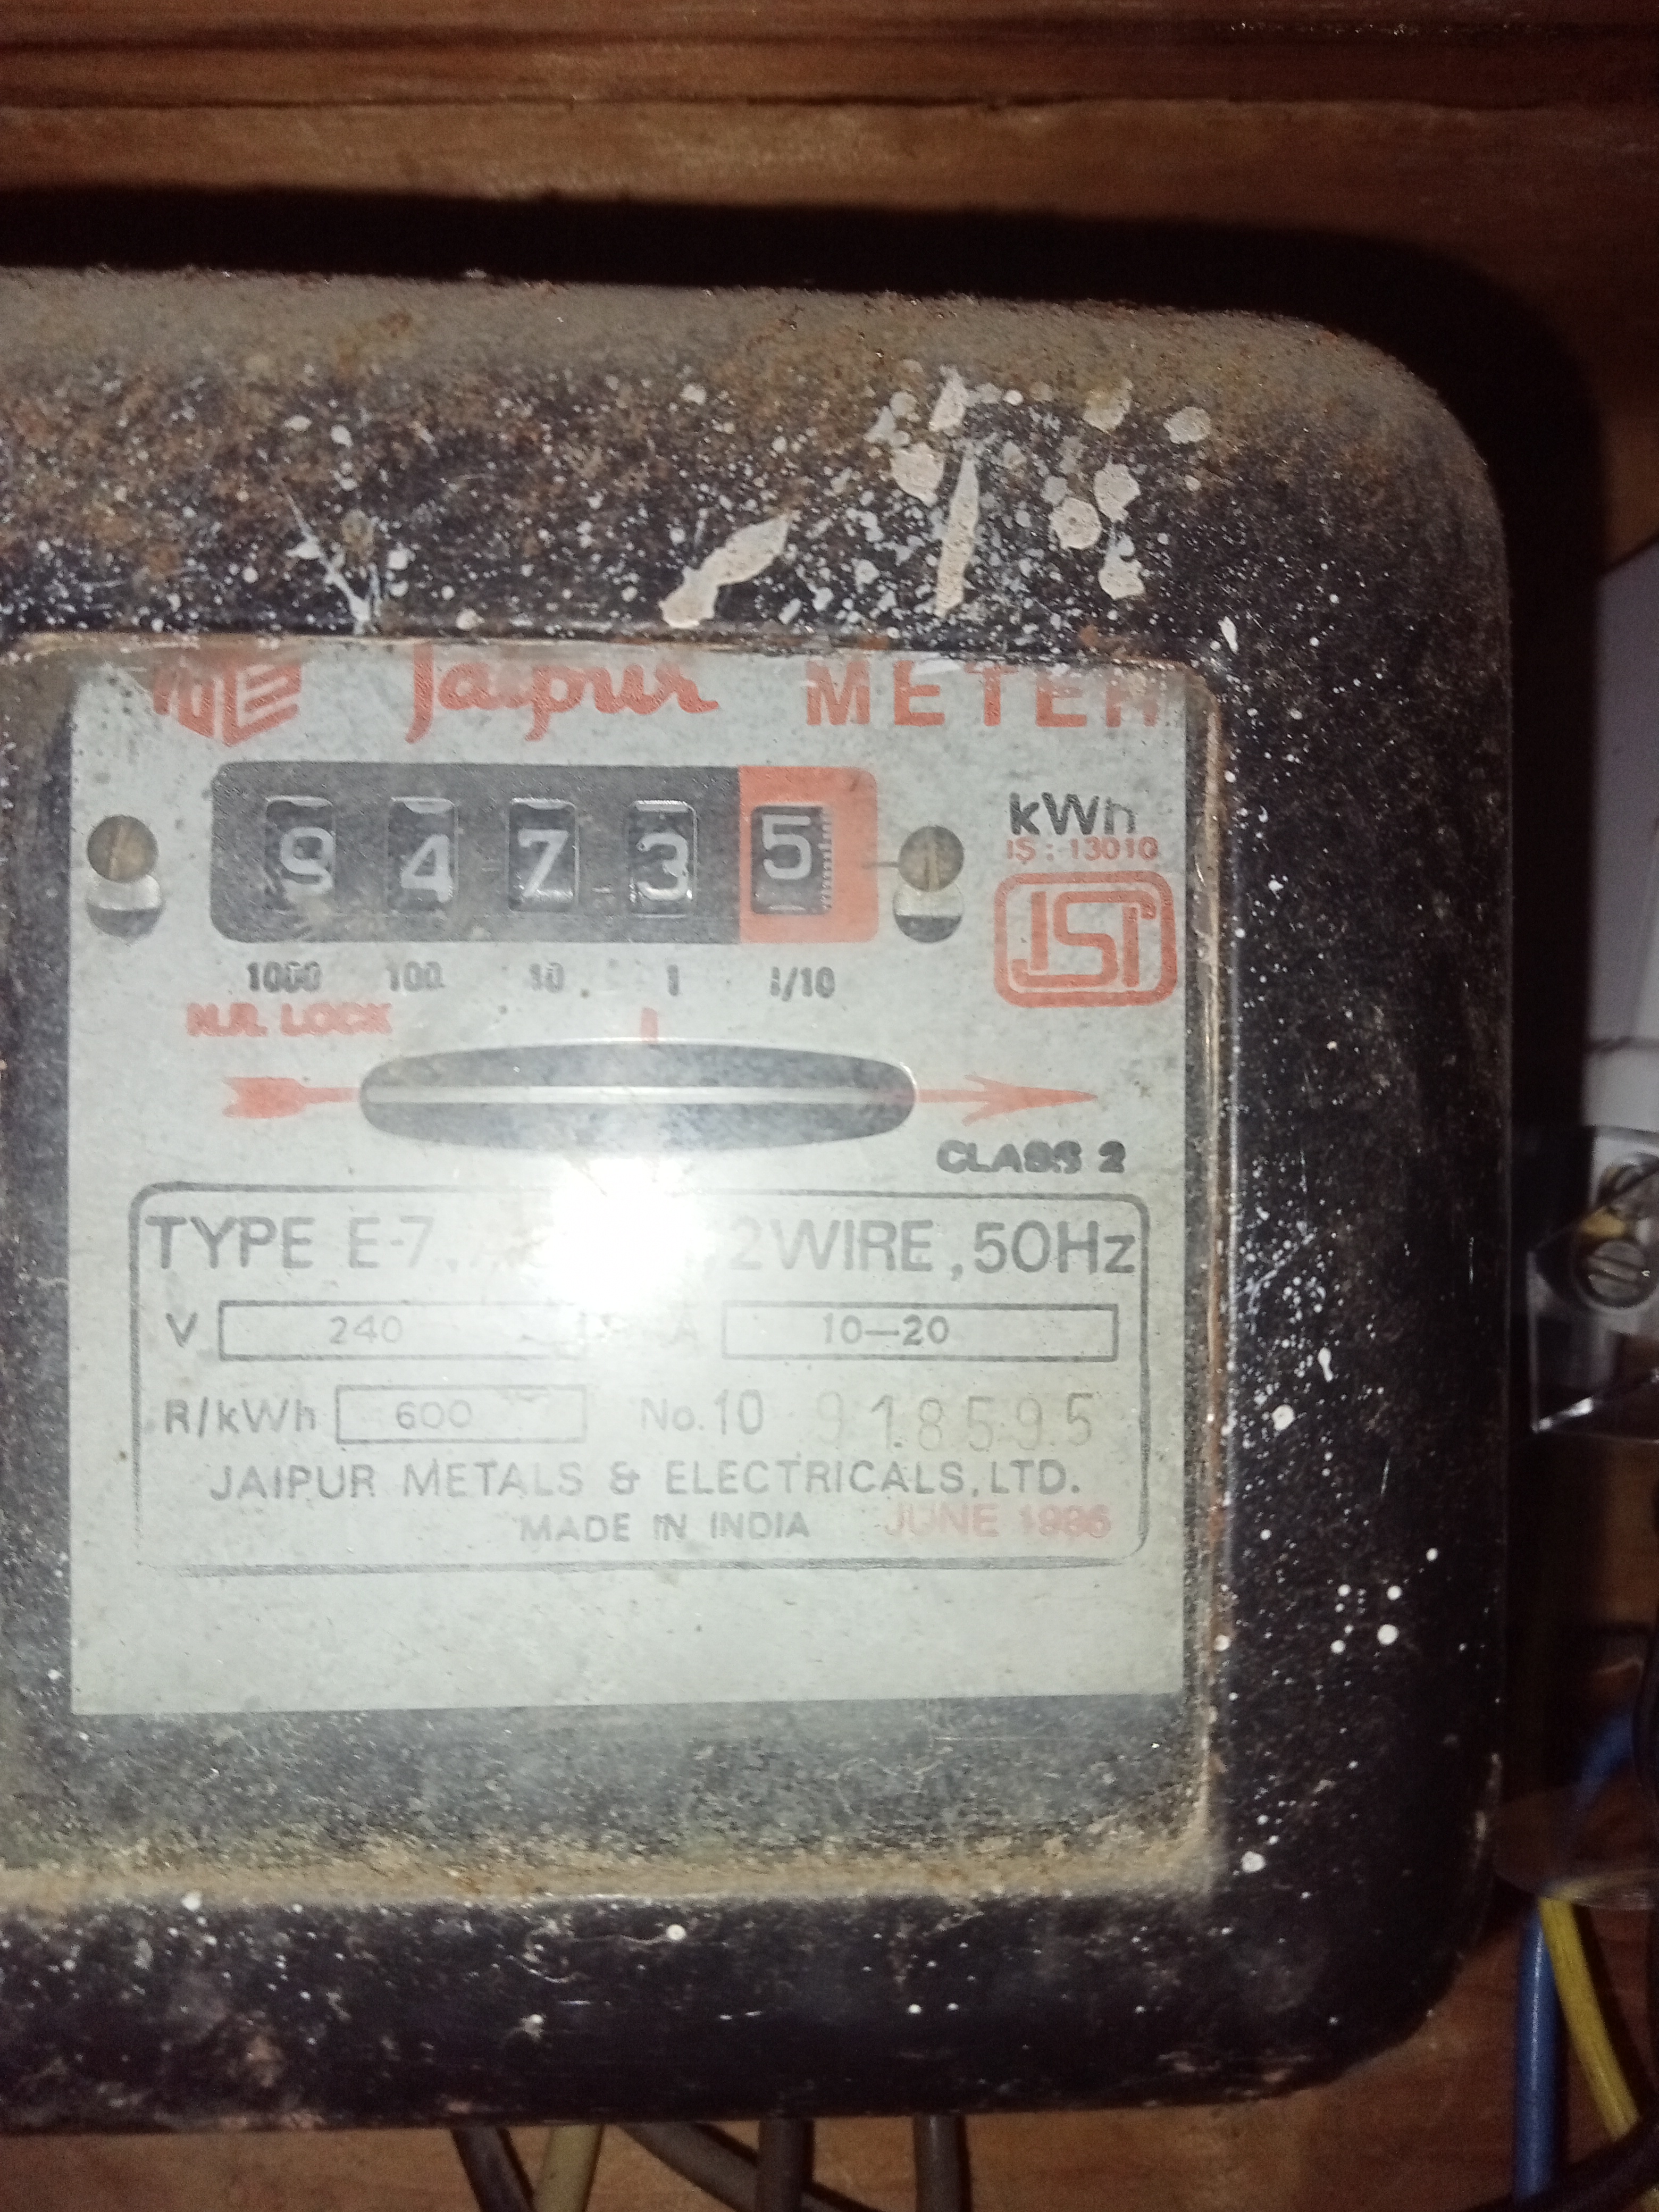 Jaipur METER
9 4 7 3 5
kWh
IS : 13010
ISI
1000 100 10 1 1/10
N.R. LOCK
CLASS 2
TYPE E-7, 2WIRE, 50Hz
V 240 A 10—20
R/kWh 600 No. 10 918595
JAIPUR METALS & ELECTRICALS, LTD.
MADE IN INDIA JUNE